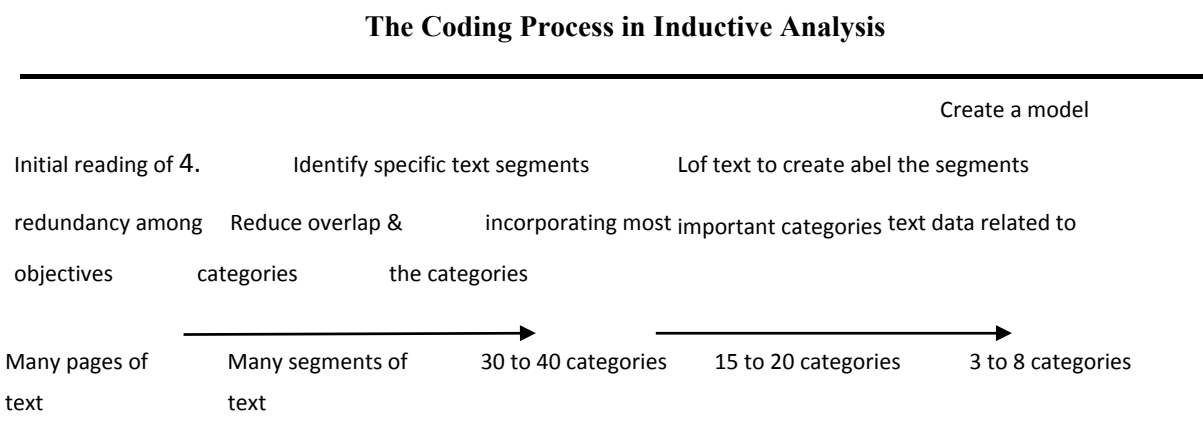 The Coding Process in Inductive Analysis
Create a model
Initial reading of 4. Identify specific text segments Lof text to create abel the segments
redundancy among Reduce overlap & incorporating most important categories text data related to
objectives categories the categories
Many pages of Many segments of 30 to 40 categories 15 to 20 categories 3 to 8 categories
text text